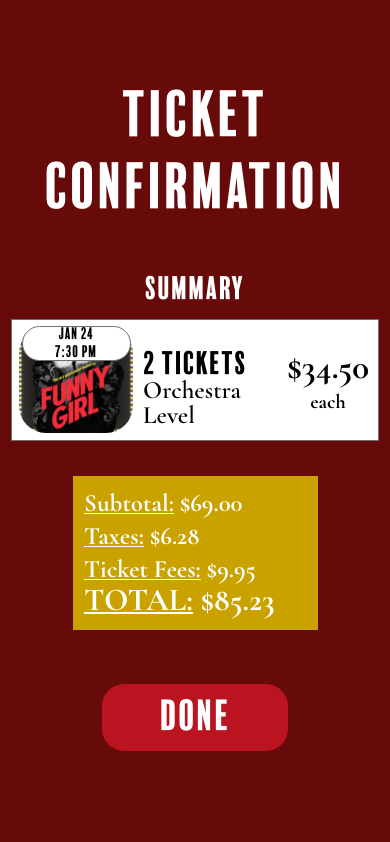 TICKET
CONFIRMATION
SUMMARY
JAN 24
7:30 PM
FUNNY
GIRL
2 TICKETS
Orchestra
Level
$34.50
each
Subtotal: $69.00
Taxes: $6.28
Ticket Fees: $9.95
TOTAL: $85.23
DONE